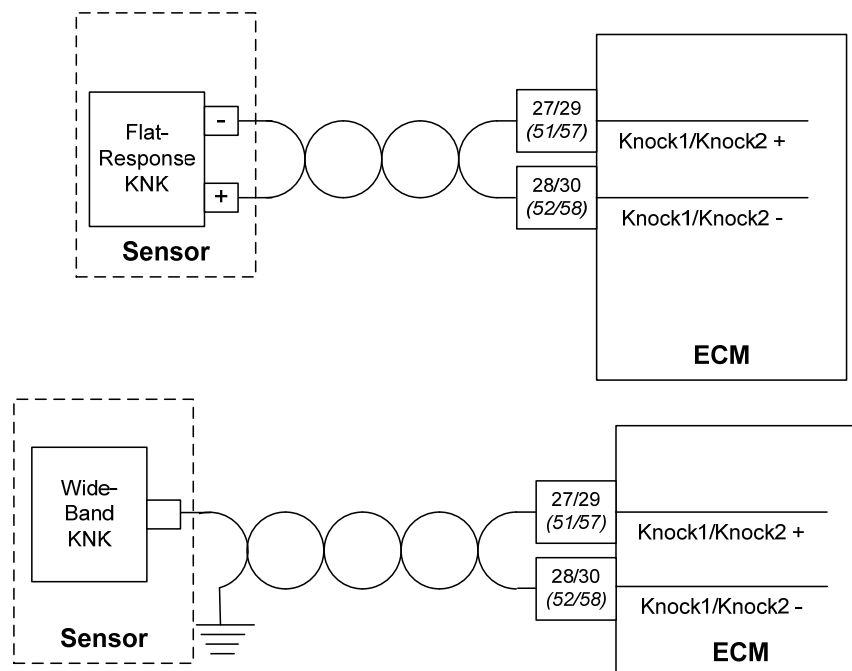 Flat-
Response
KNK
-
+
Sensor
27/29
(51/57)
28/30
(52/58)
Knock1/Knock2 +
Knock1/Knock2 -
ECM
Wide-
Band
KNK
Sensor
27/29
(51/57)
28/30
(52/58)
Knock1/Knock2 +
Knock1/Knock2 -
ECM